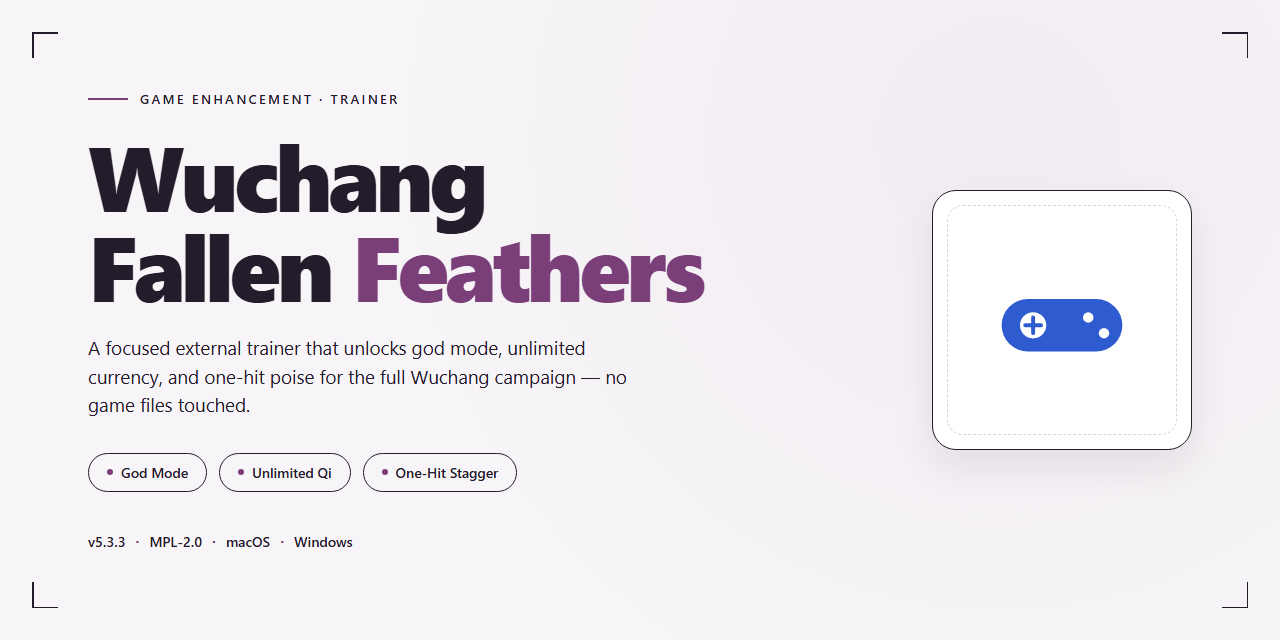 GAME ENHANCEMENT · TRAINER
Wuchang
Fallen Feathers
A focused external trainer that unlocks god mode, unlimited
currency, and one-hit poise for the full Wuchang campaign — no
game files touched.
God Mode
Unlimited Qi
One-Hit Stagger
v5.3.3 · MPL-2.0 · macOS · Windows